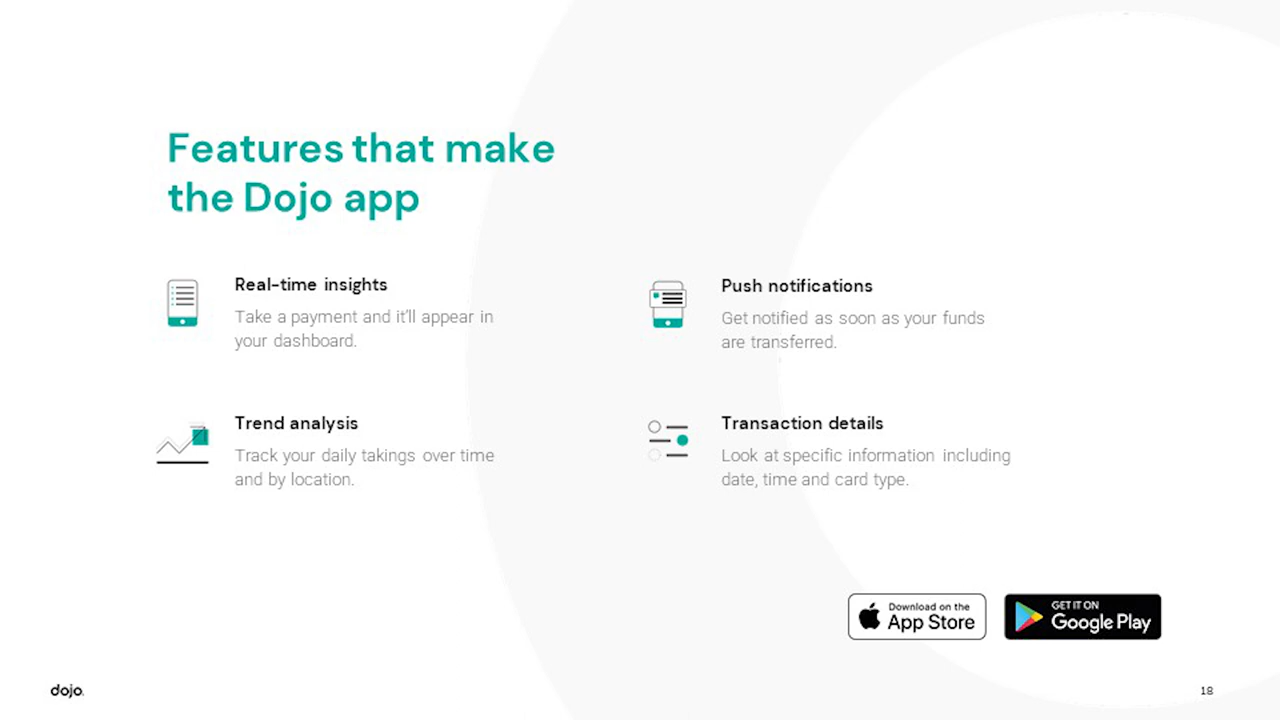 Features that make
the Dojo app
Real-time insights
Take a payment and it'll appear in
your dashboard.
Push notifications
Get notified as soon as your funds
are transferred.
Trend analysis
Track your daily takings over time
and by location.
Transaction details
Look at specific information including
date, time and card type.
Download on the
App Store
GET IT ON
Google Play
dojo.
18